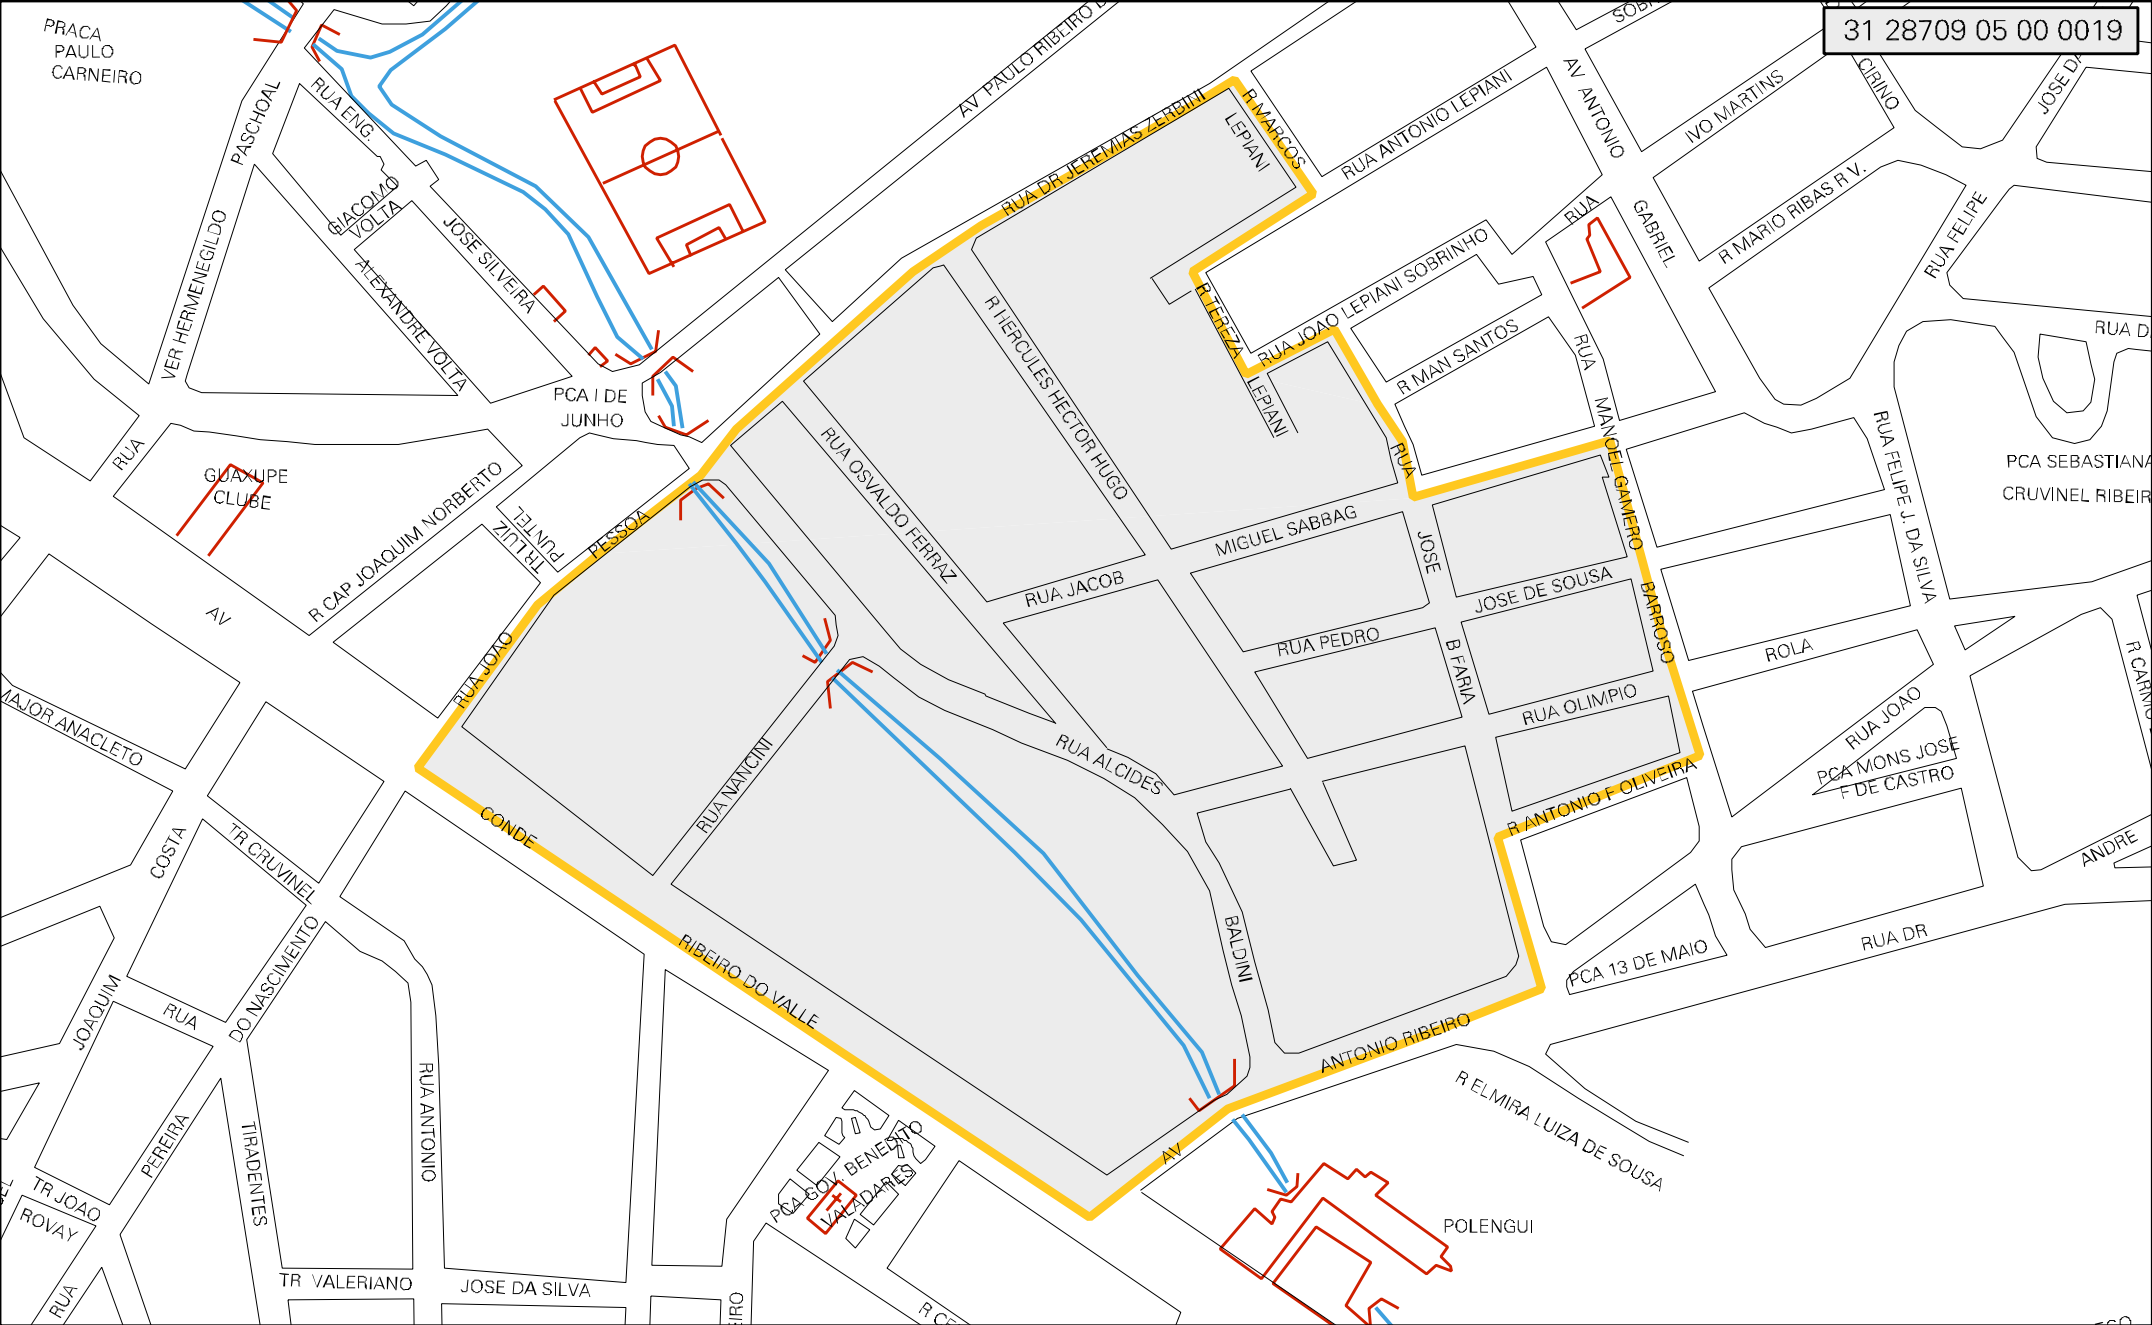 31 28709 05 00 0019
PRACA
PAULO
CARNEIRO
PASCHOAL
RUA ENG.
GIACOMO
VOLTA
JOSE SILVEIRA
ALEXANDRE VOLTA
VER HERMENEGILDO
RUA
AV PAULO RIBEIRO
RUA DR JEREMIAS ZERBINI
R MARCOS
LEPIANI
RUA ANTONIO LEPIANI
AV ANTONIO
GABRIEL
IVO MARTINS
CIRINO
JOSE DA
R MARIO RIBAS R V.
RUA FELIPE
RUA
RUA D
PCA I DE
JUNHO
GUAXUPE
CLUBE
R CAP JOAQUIM NORBERTO
TR LUIZ
PUNTEL
PESSOA
RUA JOAO
R HERCULES HECTOR HUGO
RUA OSVALDO FERRAZ
R TEREZA
LEPIANI
RUA JOAO LEPIANI SOBRINHO
R MAN SANTOS
RUA
MANOEL GAMERO
BARROSO
RUA
JOSE
B FARIA
RUA JACOB
MIGUEL SABBAG
JOSE DE SOUSA
RUA PEDRO
RUA OLIMPIO
ROLA
RUA FELIPE J. DA SILVA
PCA SEBASTIANA
CRUVINEL RIBEIR
RUA JOAO
PCA MONS JOSE
F DE CASTRO
ANDRE
RUA DR
PCA 13 DE MAIO
R ANTONIO F OLIVEIRA
RUA ALCIDES
BALDINI
RUA NANCINI
AV
CONDE
RIBEIRO DO VALLE
AV
ANTONIO RIBEIRO
R ELMIRA LUIZA DE SOUSA
POLENGUI
MAJOR ANACLETO
COSTA
JOAQUIM
TR CRUVINEL
RUA
DO NASCIMENTO
PEREIRA
RUA
TIRADENTES
RUA ANTONIO
TR JOAO
ROVAY
TR VALERIANO
JOSE DA SILVA
PCA GOV. BENEDITO
VALADARES